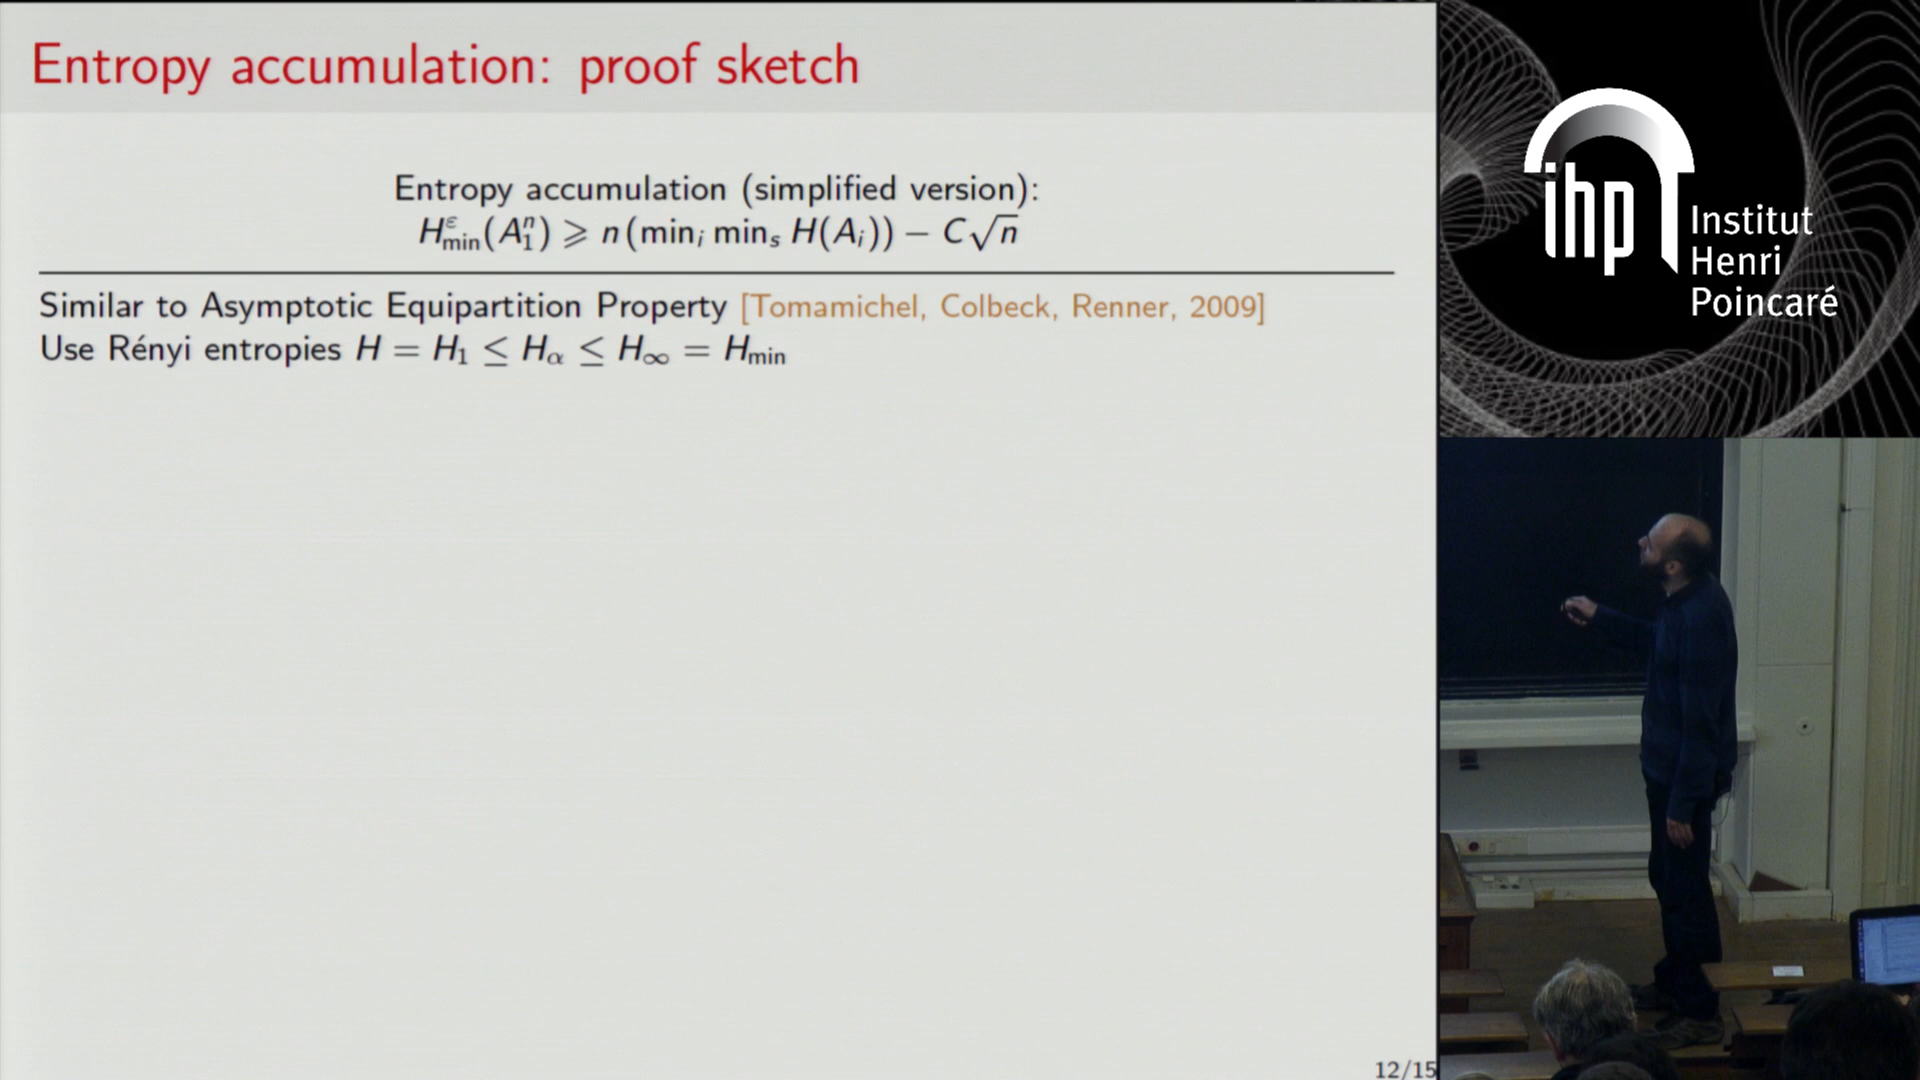 Entropy accumulation: proof sketch
Entropy accumulation (simplified version):
H^ε_min(A_1^n) ⩾ n(min_i min_s H(A_i)) − C√n
Similar to Asymptotic Equipartition Property [Tomamichel, Colbeck, Renner, 2009]
Use Rényi entropies H = H_1 ≤ H_α ≤ H_∞ = H_min
12/15
ihp
Institut
Henri
Poincaré